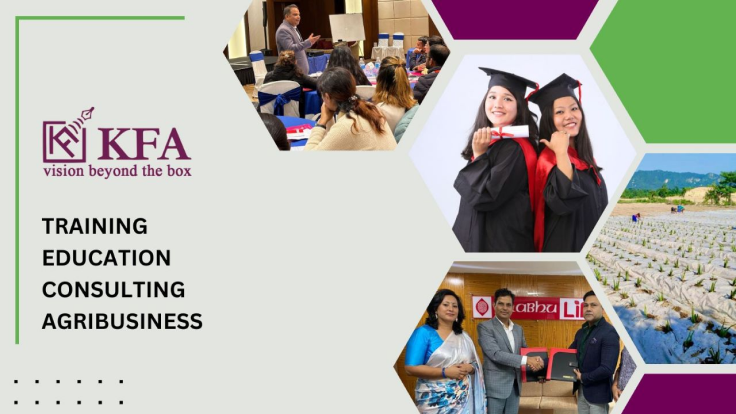 KFA
vision beyond the box
TRAINING
EDUCATION
CONSULTING
AGRIBUSINESS